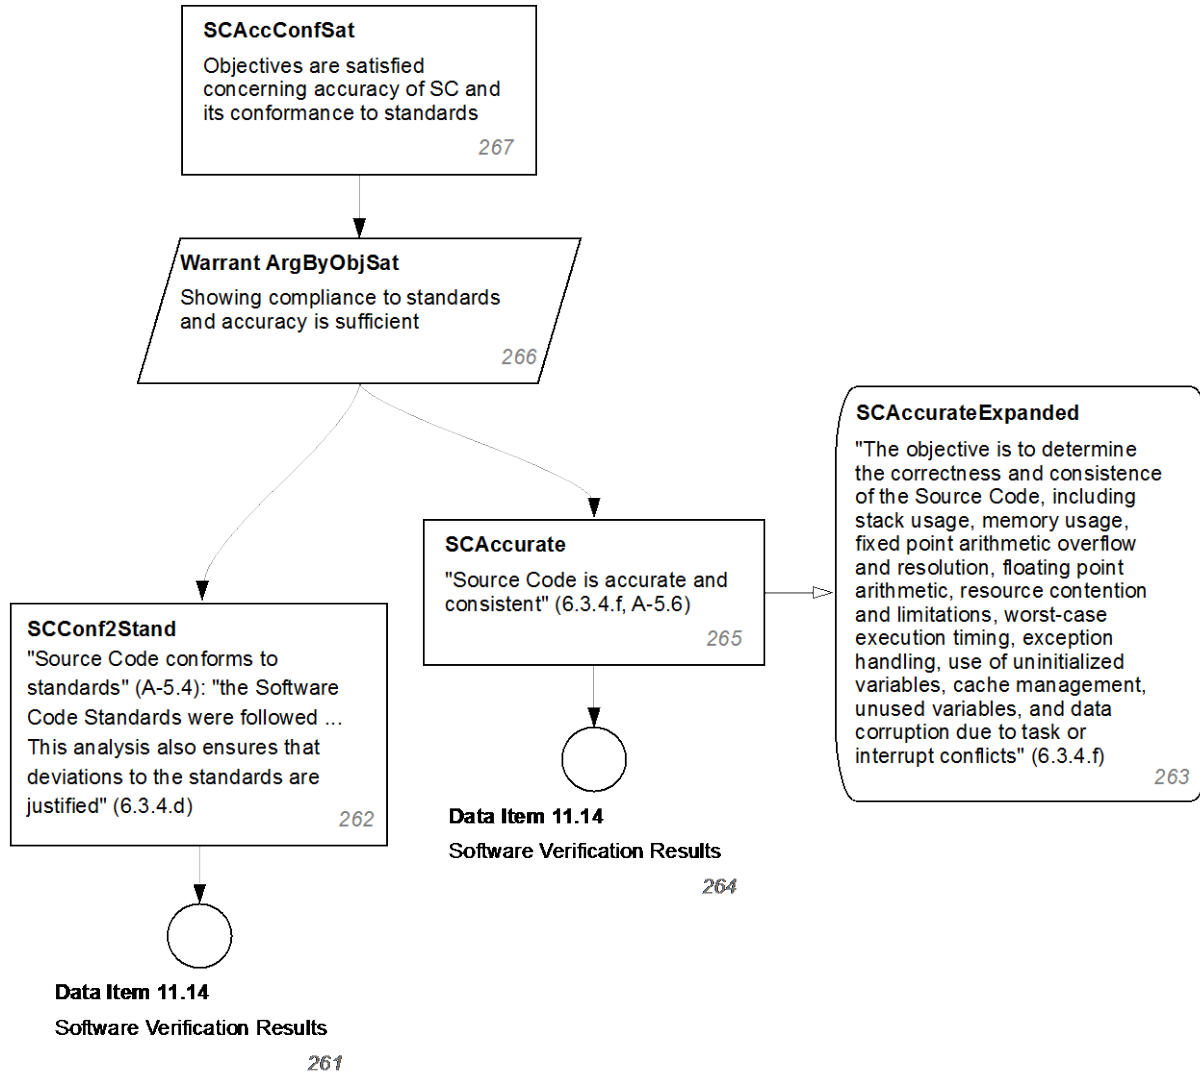 SCAccConfSat
Objectives are satisfied
concerning accuracy of SC and
its conformance to standards
267
Warrant ArgByObjSat
Showing compliance to standards
and accuracy is sufficient
266
SCConf2Stand
"Source Code conforms to
standards" (A-5.4): "the Software
Code Standards were followed ...
This analysis also ensures that
deviations to the standards are
justified" (6.3.4.d)
262
Data Item 11.14
Software Verification Results
261
SCAccurate
"Source Code is accurate and
consistent" (6.3.4.f, A-5.6)
265
Data Item 11.14
Software Verification Results
264
SCAccurateExpanded
"The objective is to determine
the correctness and consistence
of the Source Code, including
stack usage, memory usage,
fixed point arithmetic overflow
and resolution, floating point
arithmetic, resource contention
and limitations, worst-case
execution timing, exception
handling, use of uninitialized
variables, cache management,
unused variables, and data
corruption due to task or
interrupt conflicts" (6.3.4.f)
263